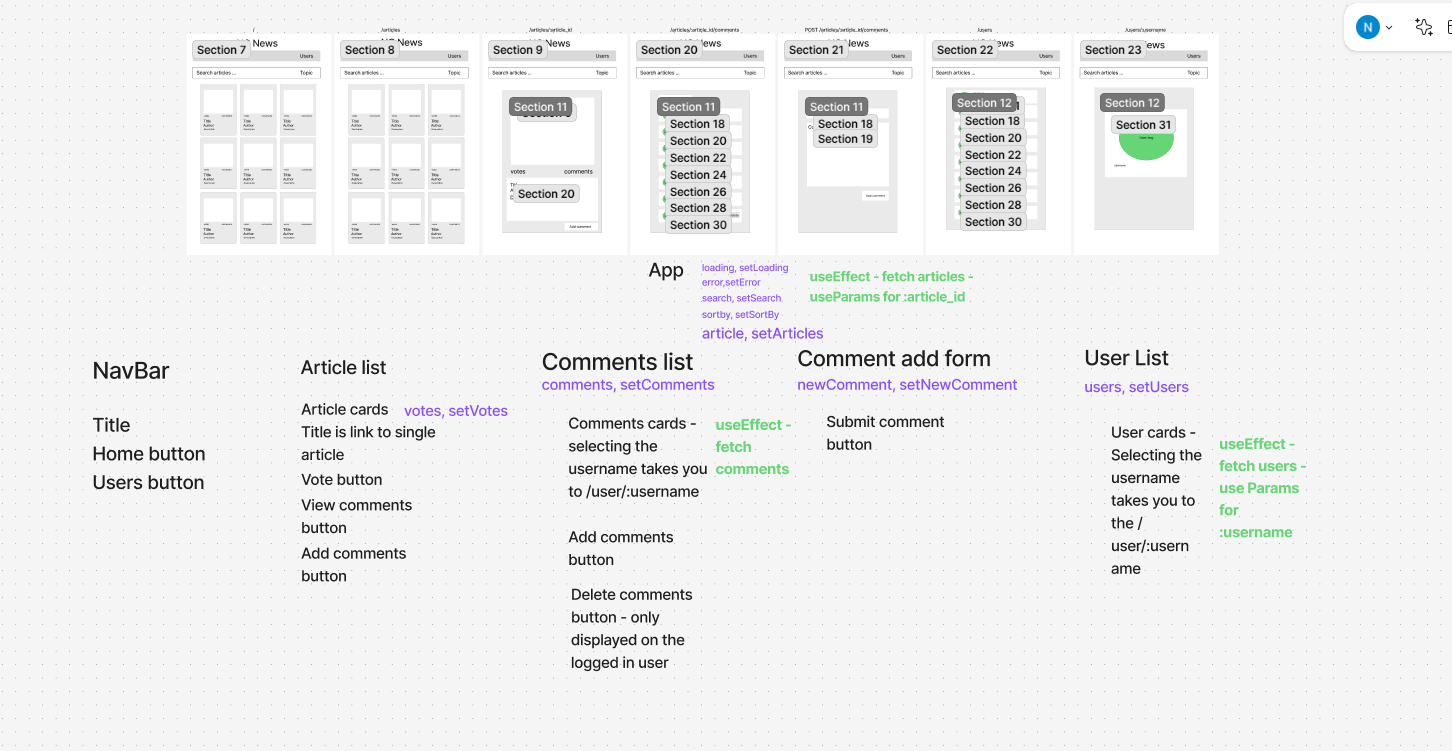 /
/articles
/articles/:article_id
/articles/:article_id/comments
POST /articles/:article_id/comments
/users
/users/username
N
News
News
News
News
News
News
News
Section 7
Section 8
Section 9
Section 20
Section 21
Section 22
Section 23
Users
Users
Users
Users
Users
Users
Users
Search articles ...
Topic
Search articles ...
Topic
Search articles ...
Topic
Search articles ...
Topic
Search articles ...
Topic
Search articles ...
Topic
Search articles ...
Topic
Title
Author
Title
Author
Title
Author
Title
Author
Title
Author
Title
Author
Title
Author
Title
Author
Title
Author
Title
Author
Title
Author
Title
Author
Title
Author
Title
Author
Title
Author
Title
Author
Title
Author
Title
Author
Section 11
votes
comments
Section 20
Add comment
Section 11
Section 18
Section 20
Section 22
Section 24
Section 26
Section 28
Section 30
Section 11
Section 18
Section 19
Add comment
Section 12
Section 18
Section 20
Section 22
Section 24
Section 26
Section 28
Section 30
Section 12
Section 31
App
loading, setLoading
error,setError
search, setSearch
sortby, setSortBy
article, setArticles
useEffect - fetch articles -
useParams for :article_id
NavBar
Title
Home button
Users button
Article list
Article cards
votes, setVotes
Title is link to single
article
Vote button
View comments
button
Add comments
button
Comments list
comments, setComments
Comments cards -
selecting the
username takes you
to /user/:username
useEffect -
fetch
comments
Add comments
button
Delete comments
button - only
displayed on the
logged in user
Comment add form
newComment, setNewComment
Submit comment
button
User List
users, setUsers
User cards -
Selecting the
username
takes you to
the /
user/:usern
ame
useEffect -
fetch users -
use Params
for
:username